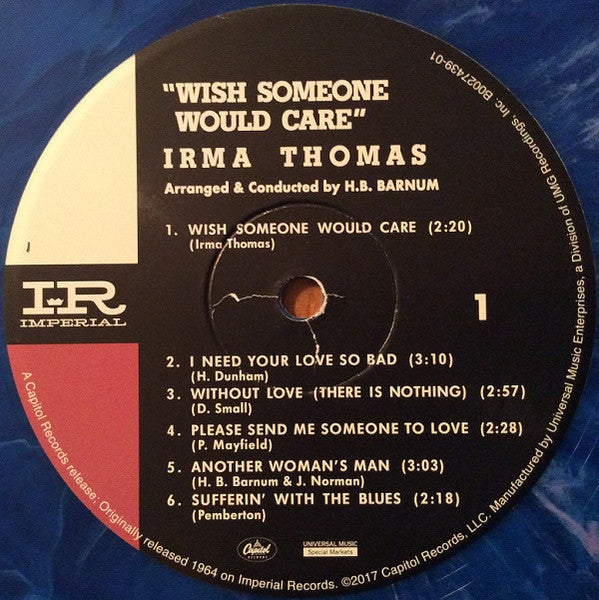 "WISH SOMEONE
WOULD CARE"
IRMA THOMAS
Arranged & Conducted by H.B. BARNUM
1. WISH SOMEONE WOULD CARE (2:20)
(Irma Thomas)
I
IR
IMPERIAL
1
2. I NEED YOUR LOVE SO BAD (3:10)
(H. Dunham)
3. WITHOUT LOVE (THERE IS NOTHING) (2:57)
(D. Small)
4. PLEASE SEND ME SOMEONE TO LOVE (2:28)
(P. Mayfield)
5. ANOTHER WOMAN'S MAN (3:03)
(H. B. Barnum & J. Norman)
6. SUFFERIN' WITH THE BLUES (2:18)
(Pemberton)
Capitol
RECORDS
UNIVERSAL MUSIC
Special Markets
A Capitol Records release; Originally released 1964 on Imperial Records. ©2017 Capitol Records, LLC. Manufactured by Universal Music Enterprises, a Division of UMG Recordings, Inc. B0027439-01